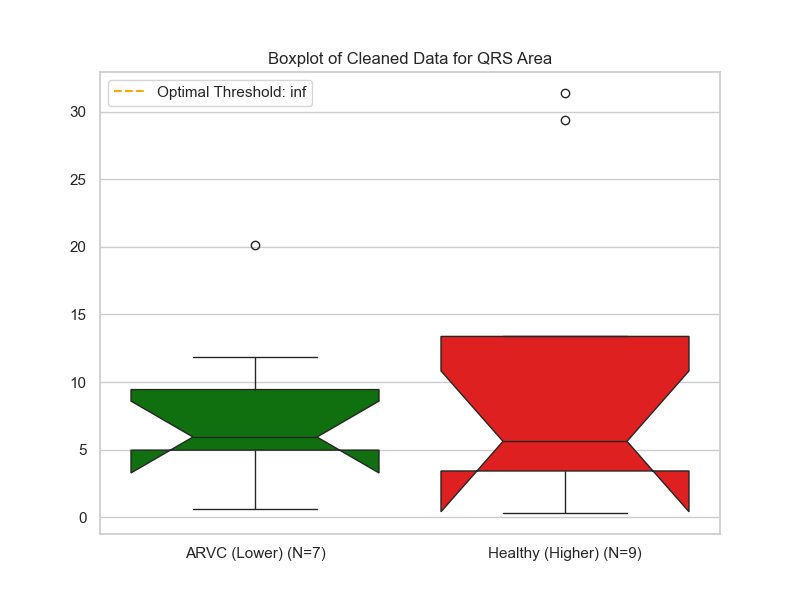 Boxplot of Cleaned Data for QRS Area
Optimal Threshold: inf
30
25
20
15
10
5
0
ARVC (Lower) (N=7)
Healthy (Higher) (N=9)